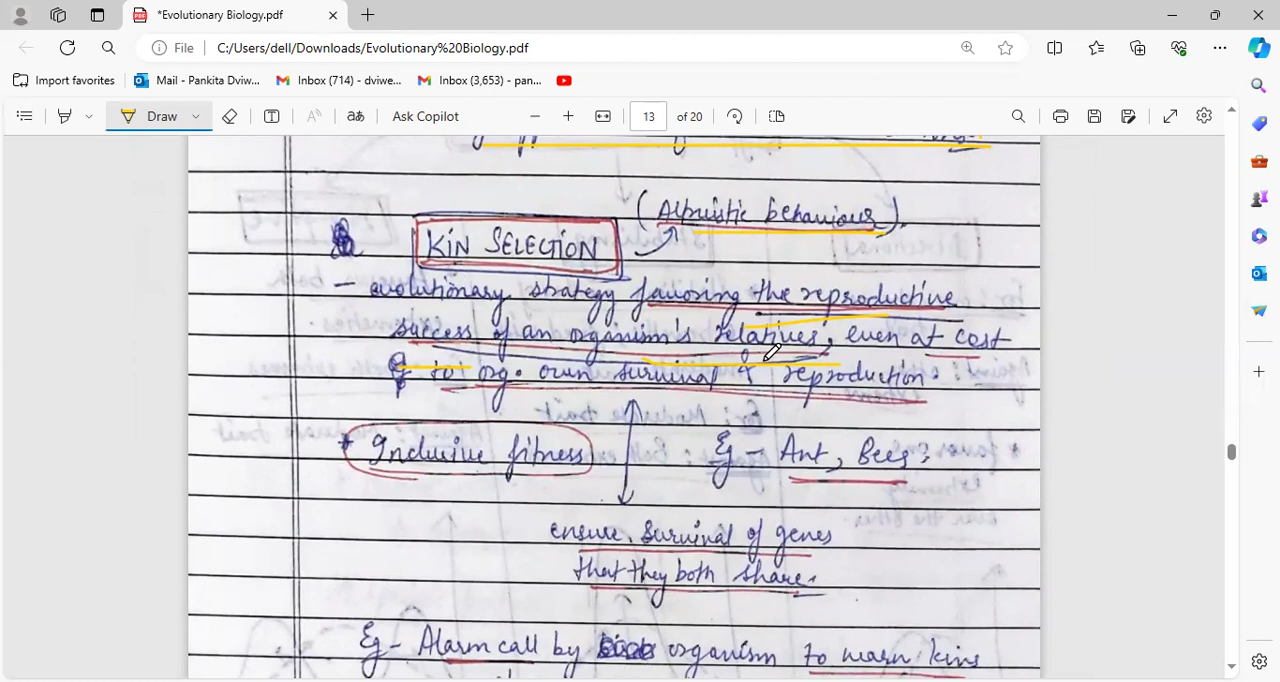 *Evolutionary Biology.pdf
File C:/Users/dell/Downloads/Evolutionary%20Biology.pdf
Import favorites Mail - Pankita Dviw... Inbox (714) - dviwe... Inbox (3,653) - pan...
Draw aあ Ask Copilot 13 of 20
(Altruistic behaviour).
KIN SELECTION
- evolutionary strategy favoring the reproductive
success of an organism's relatives, even at cost
to org. own survival & reproduction.
* Inclusive fitness Eg - Ant, Bees.
ensure survival of genes
that they both share.
Eg - Alarm call by organism to warn kins